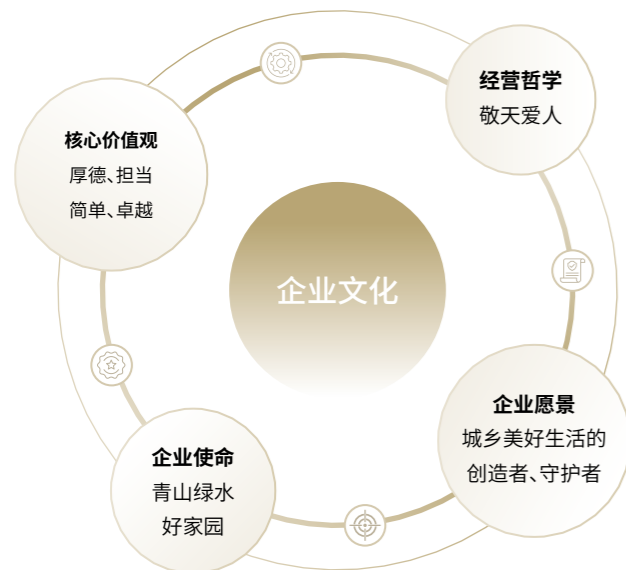 经营哲学
敬天爱人
核心价值观
厚德、担当
简单、卓越
企业文化
企业愿景
城乡美好生活的
创造者、守护者
企业使命
青山绿水
好家园